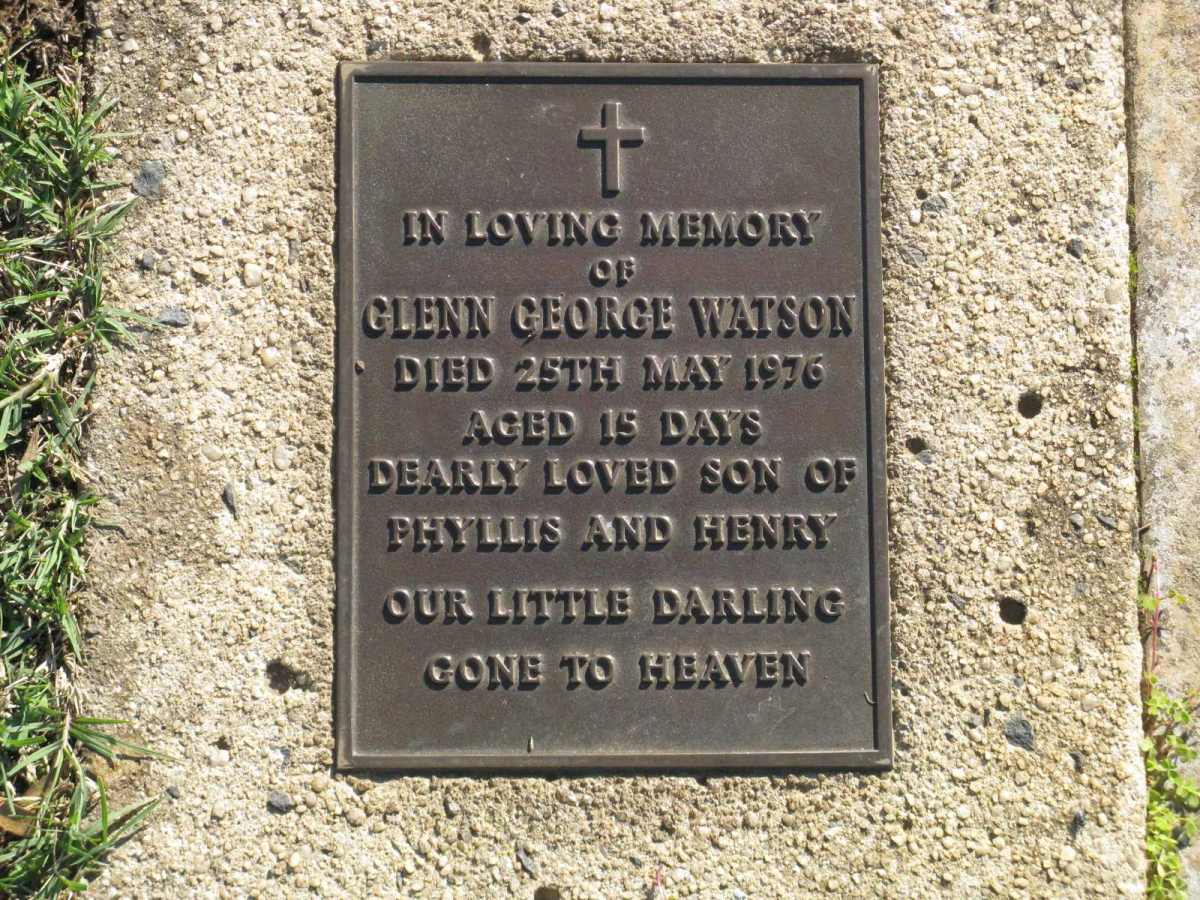 IN LOVING MEMORY
OF
GLENN GEORGE WATSON
DIED 25TH MAY 1976
AGED 15 DAYS
DEARLY LOVED SON OF
PHYLLIS AND HENRY
OUR LITTLE DARLING
GONE TO HEAVEN